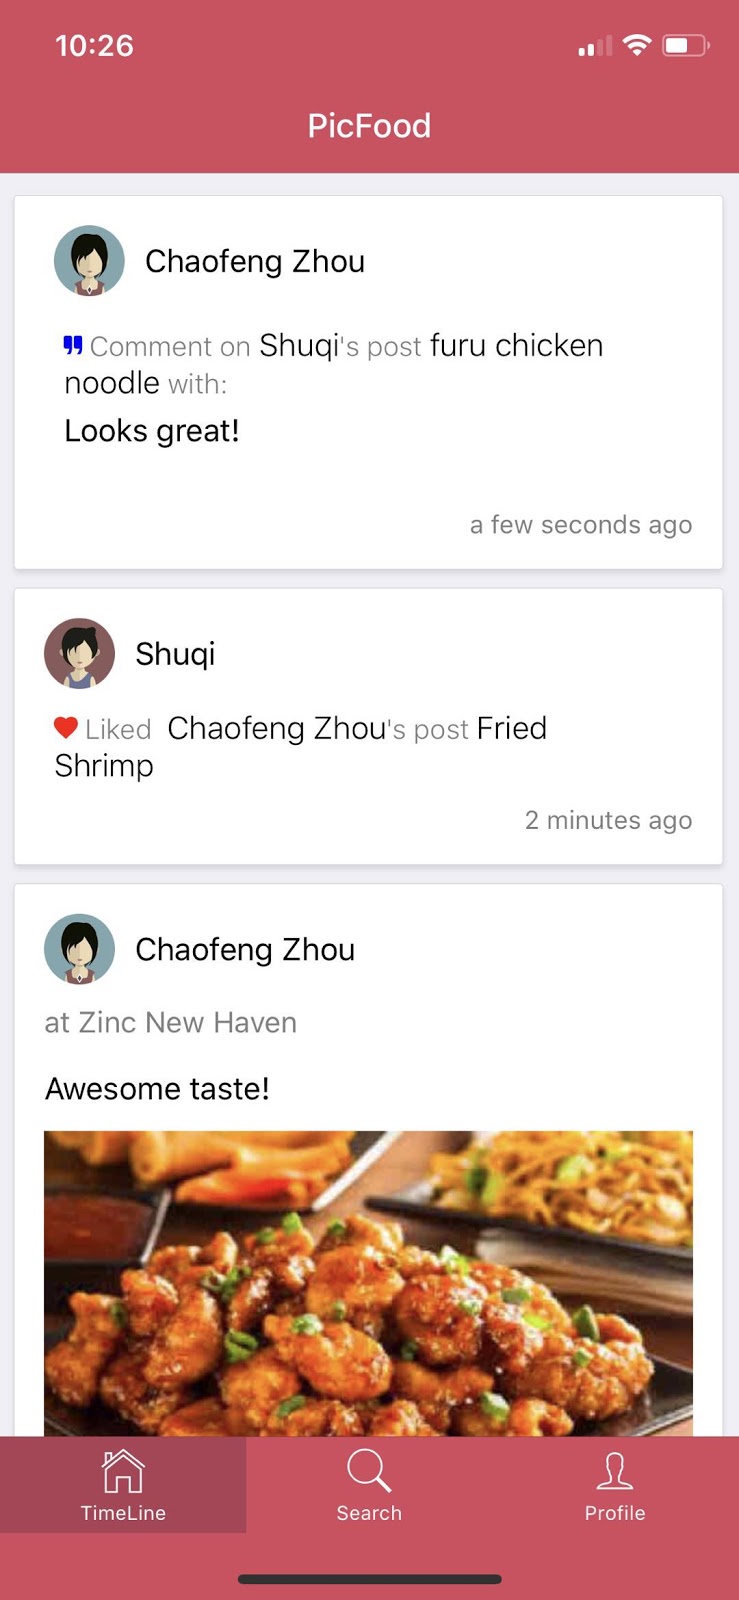 10:26
PicFood
Chaofeng Zhou
Comment on Shuqi's post furu chicken
noodle with:
Looks great!
a few seconds ago
Shuqi
Liked Chaofeng Zhou's post Fried
Shrimp
2 minutes ago
Chaofeng Zhou
at Zinc New Haven
Awesome taste!
TimeLine
Search
Profile